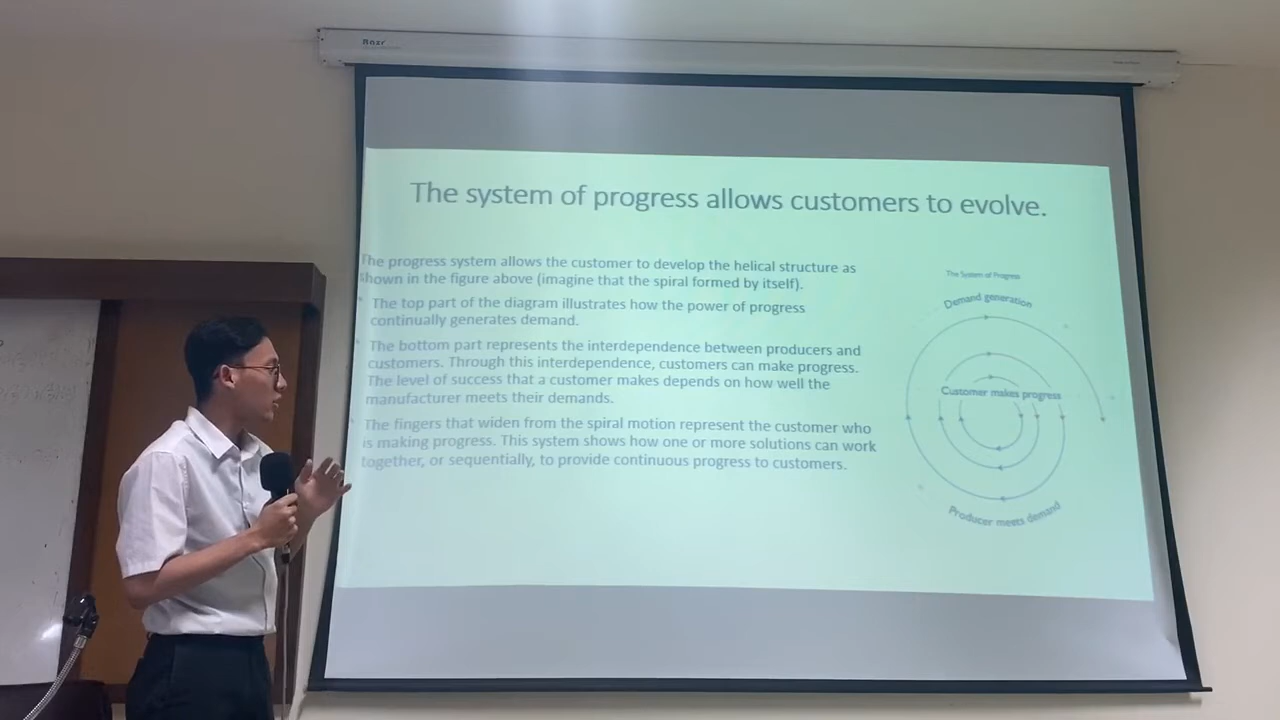 The system of progress allows customers to evolve.
The progress system allows the customer to develop the helical structure as
shown in the figure above (imagine that the spiral formed by itself).
The top part of the diagram illustrates how the power of progress
continually generates demand.
The bottom part represents the interdependence between producers and
customers. Through this interdependence, customers can make progress.
The level of success that a customer makes depends on how well the
manufacturer meets their demands.
The fingers that widen from the spiral motion represent the customer who
is making progress. This system shows how one or more solutions can work
together, or sequentially, to provide continuous progress to customers.
The System of Progress
Demand generation
Customer makes progress
Producer meets demand